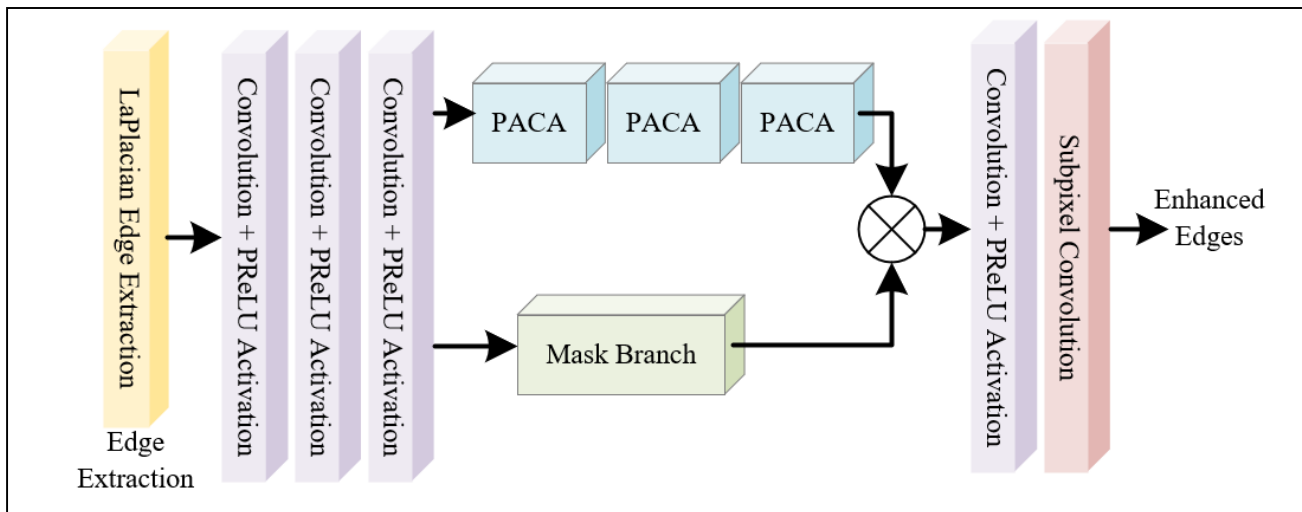 LaPlacian Edge Extraction
Edge
Extraction
Convolution + PReLU Activation
Convolution + PReLU Activation
Convolution + PReLU Activation
PACA
PACA
PACA
Mask Branch
Convolution + PReLU Activation
Subpixel Convolution
Enhanced
Edges